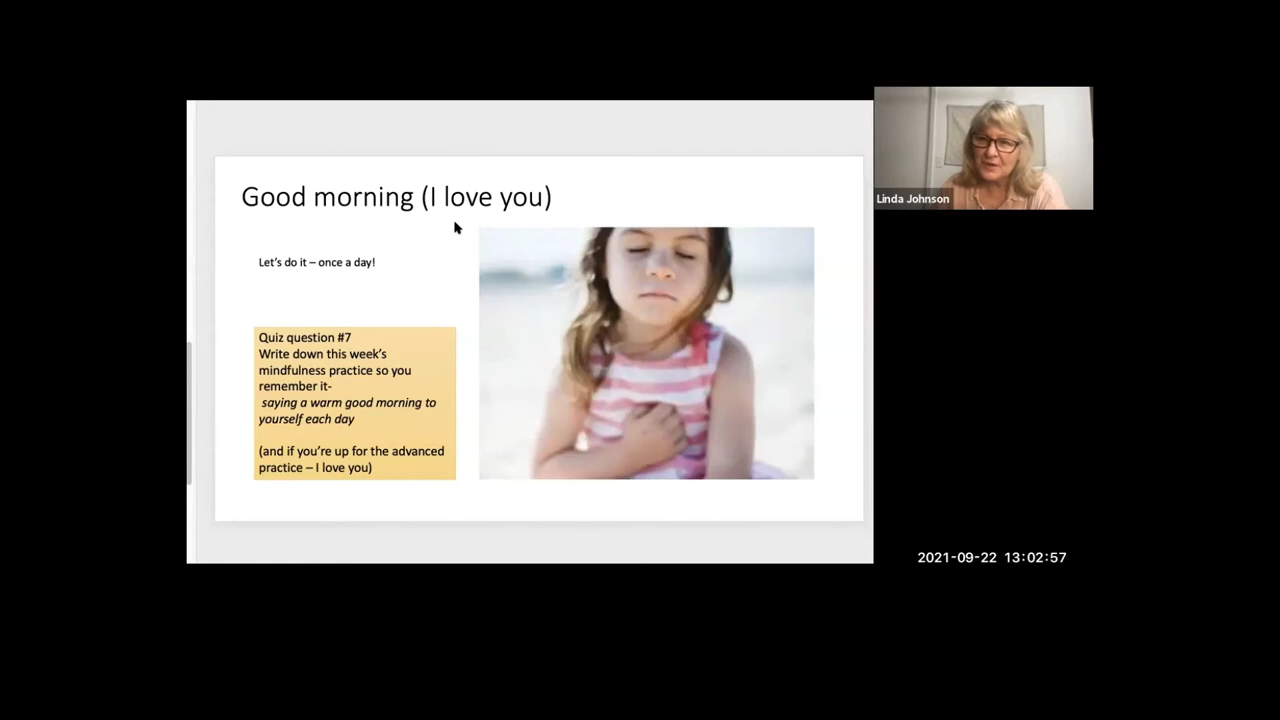 Good morning (I love you)
Let's do it – once a day!
Quiz question #7
Write down this week's
mindfulness practice so you
remember it-
saying a warm good morning to
yourself each day
(and if you're up for the advanced
practice – I love you)
Linda Johnson
2021-09-22 13:02:57